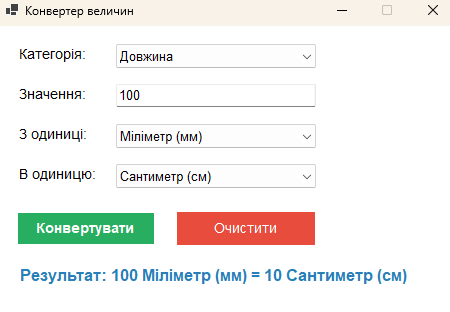 Конвертер величин
Категорія: Довжина
Значення: 100
З одиниці: Міліметр (мм)
В одиницю: Сантиметр (см)
Конвертувати Очистити
Результат: 100 Міліметр (мм) = 10 Сантиметр (см)